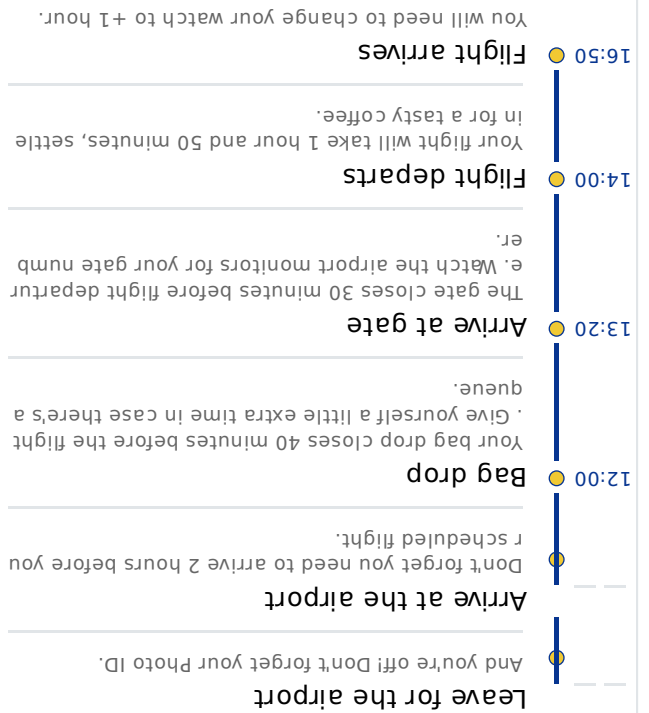 Leave for the airport
And you're off! Don't forget your Photo ID.
Arrive at the airport
Don't forget you need to arrive 2 hours before you
r scheduled flight.
12:00
Bag drop
Your bag drop closes 40 minutes before the flight
. Give yourself a little extra time in case there's a
queue.
13:20
Arrive at gate
The gate closes 30 minutes before flight departur
e. Watch the airport monitors for your gate numb
er.
14:00
Flight departs
Your flight will take 1 hour and 50 minutes, settle
in for a tasty coffee.
16:50
Flight arrives
You will need to change your watch to +1 hour.